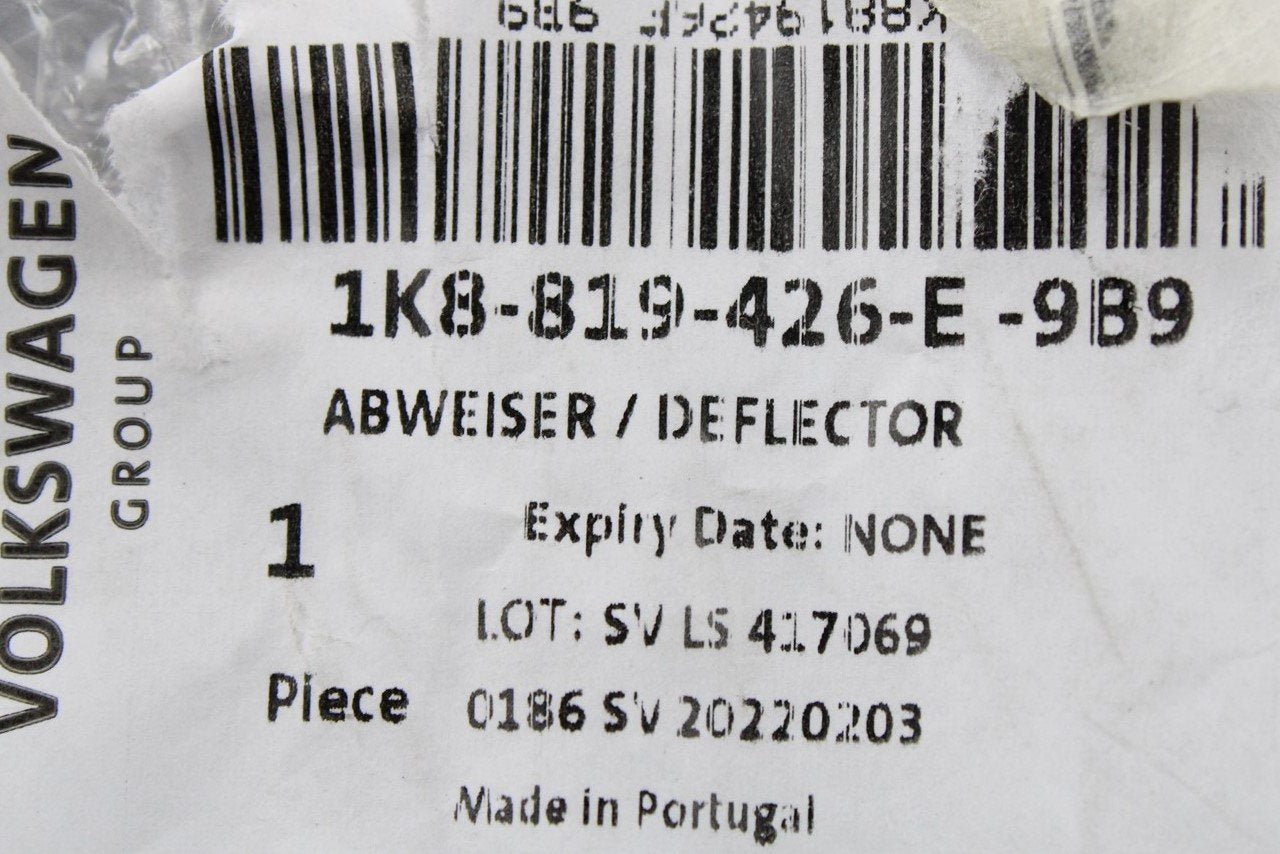 1K8-819-426-E -9B9
ABWEISER / DEFLECTOR
1
Expiry Date: NONE
LOT: SV LS 417069
Piece
0186 SV 20220203
Made in Portugal
VOLKSWAGEN
GROUP